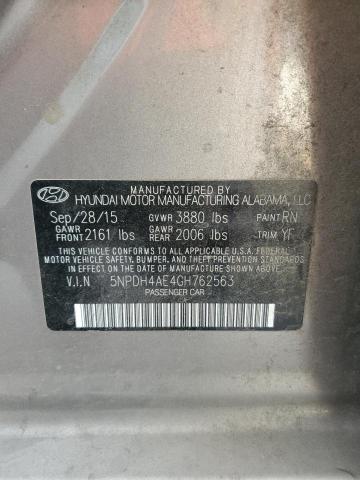 MANUFACTURED BY
HYUNDAI MOTOR MANUFACTURING ALABAMA, LLC
Sep/28/15 GVWR 3880 lbs PAINT RN
GAWR FRONT 2161 lbs GAWR REAR 2006 lbs TRIM YF
THIS VEHICLE CONFORMS TO ALL APPLICABLE U.S. FEDERAL
MOTOR VEHICLE SAFETY, BUMPER, AND THEFT PREVENTION STANDARDS
IN EFFECT ON THE DATE OF MANUFACTURE SHOWN ABOVE.
V.I.N 5NPDH4AE4GH762563
PASSENGER CAR